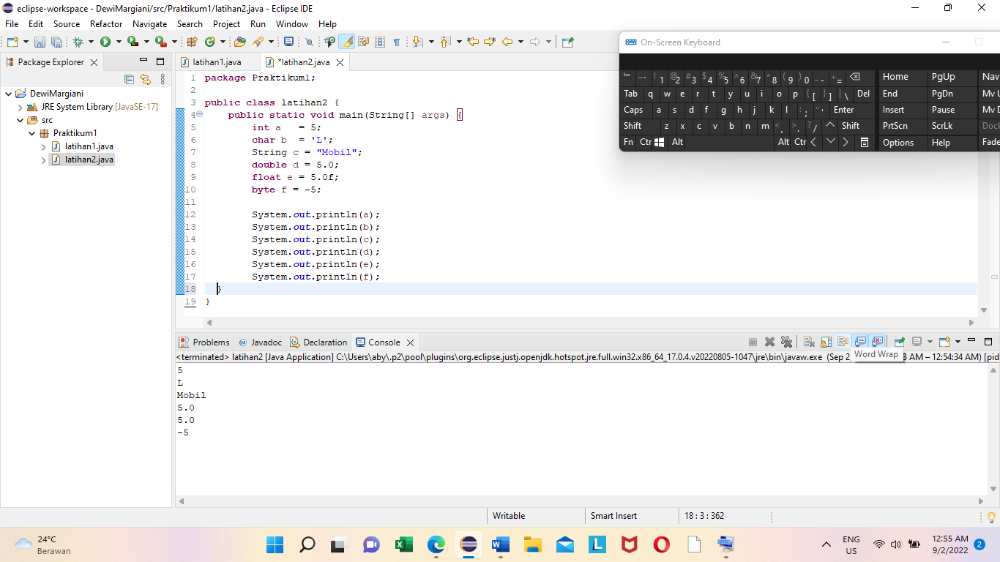 eclipse-workspace - DewiMargiani/src/Praktikum1/latihan2.java - Eclipse IDE
File Edit Source Refactor Navigate Search Project Run Window Help
On-Screen Keyboard
Esc ~` !1 @2 #3 $4 %5 ^6 &7 *8 (9 )0 _- += Home PgUp Nav
Tab q w e r t y u i o p {[ }] |\ Del End PgDn Mv U
Caps a s d f g h j k l :; "' Enter Insert Pause Mv D
Shift z x c v b n m <, >. ?/ Shift PrtScn ScrLk Dock
Fn Ctr Alt Alt Ctr Options Help Fade
Package Explorer
DewiMargiani
JRE System Library [JavaSE-17]
src
Praktikum1
latihan1.java
latihan2.java
latihan1.java *latihan2.java
1 package Praktikum1;
2
3 public class latihan2 {
4 public static void main(String[] args) {
5 int a   = 5;
6 char b  = 'L';
7 String c = "Mobil";
8 double d = 5.0;
9 float e = 5.0f;
10 byte f = -5;
11
12 System.out.println(a);
13 System.out.println(b);
14 System.out.println(c);
15 System.out.println(d);
16 System.out.println(e);
17 System.out.println(f);
18 }
19 }
Problems @ Javadoc Declaration Console
<terminated> latihan2 [Java Application] C:\Users\aby\.p2\pool\plugins\org.eclipse.justj.openjdk.hotspot.jre.full.win32.x86_64_17.0.4.v20220805-1047\jre\bin\javaw.exe (Sep 2, 3 AM – 12:54:34 AM) [pid
Word Wrap
5
L
Mobil
5.0
5.0
-5
Writable Smart Insert 18 : 3 : 362
24°C
Berawan
ENG
US
12:55 AM
9/2/2022
2